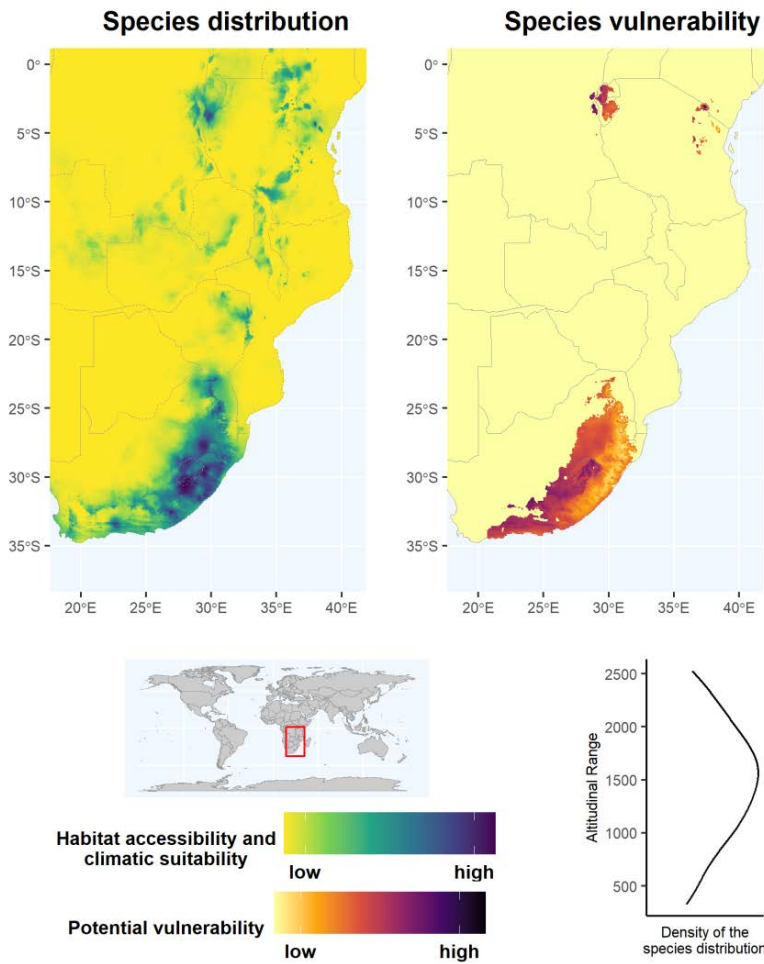 Species distribution
Species vulnerability
0°
5°S
10°S
15°S
20°S
25°S
30°S
35°S
20°E 25°E 30°E 35°E 40°E
0°
5°S
10°S
15°S
20°S
25°S
30°S
35°S
20°E 25°E 30°E 35°E 40°E
Habitat accessibility and
climatic suitability
low high
Potential vulnerability
low high
Altitudinal Range
2500
2000
1500
1000
500
Density of the
species distribution